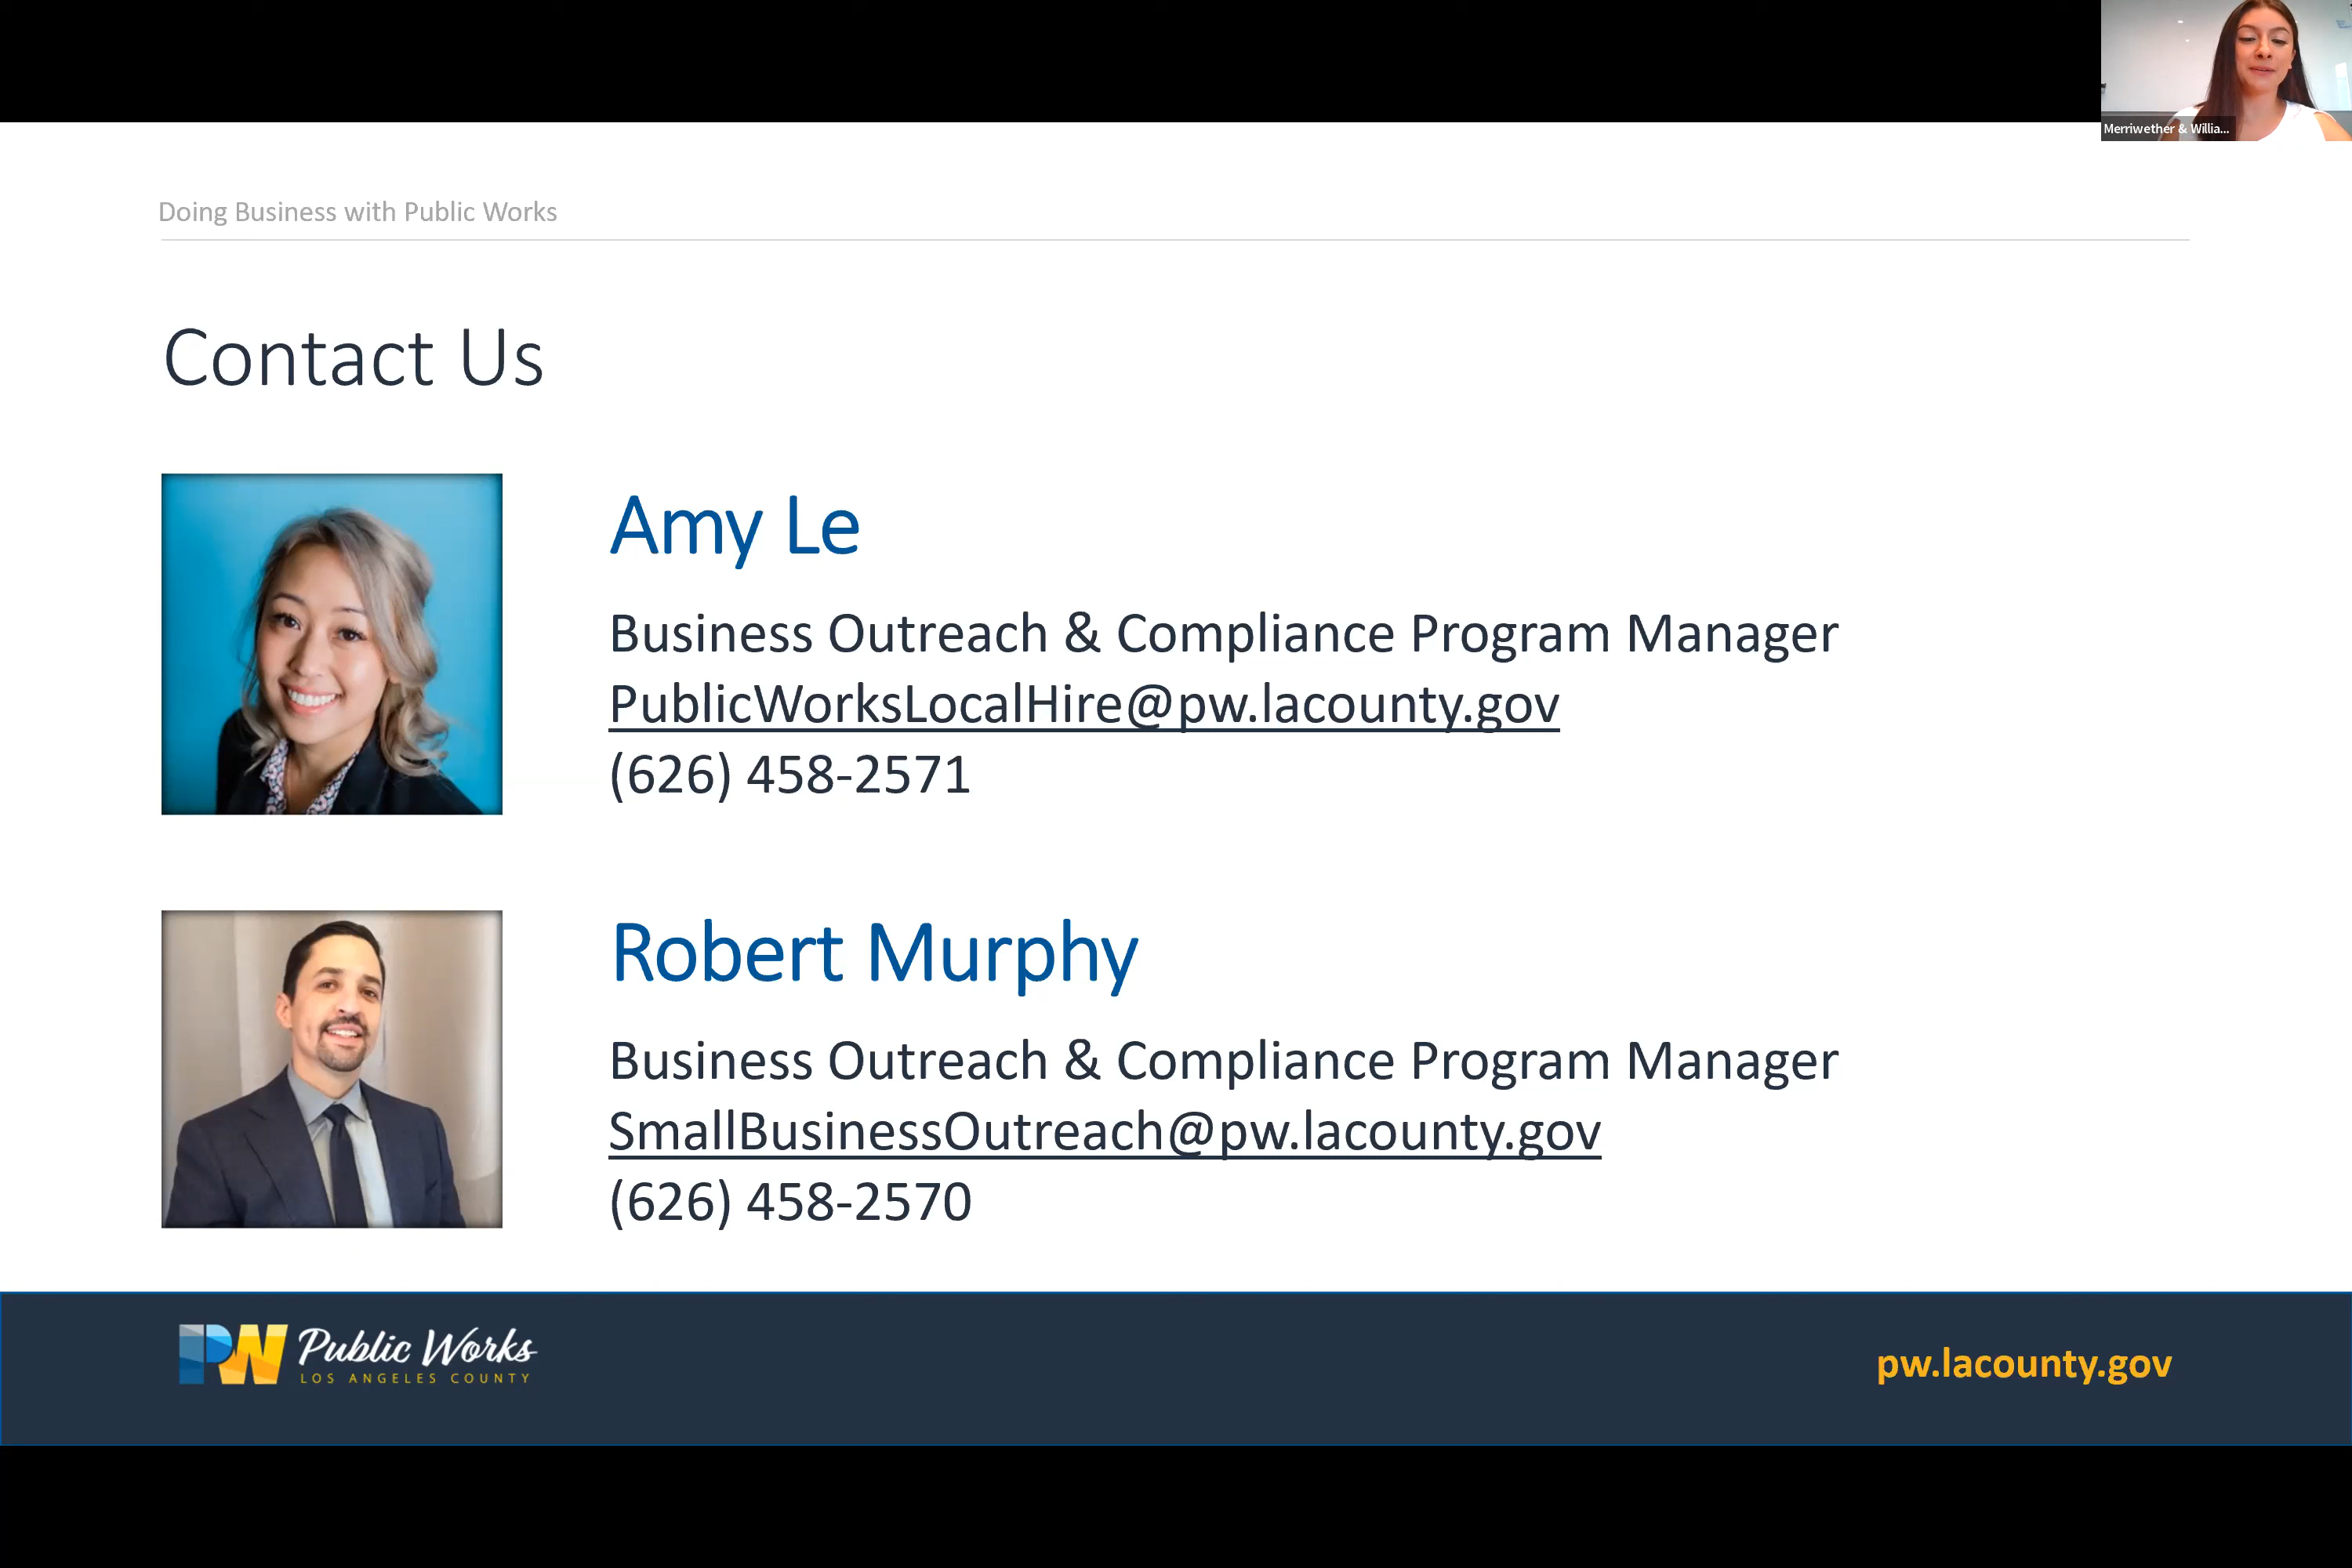 Merriwether & Willia...
Doing Business with Public Works
Contact Us
Amy Le
Business Outreach & Compliance Program Manager
PublicWorksLocalHire@pw.lacounty.gov
(626) 458-2571
Robert Murphy
Business Outreach & Compliance Program Manager
SmallBusinessOutreach@pw.lacounty.gov
(626) 458-2570
PW Public Works
LOS ANGELES COUNTY
pw.lacounty.gov